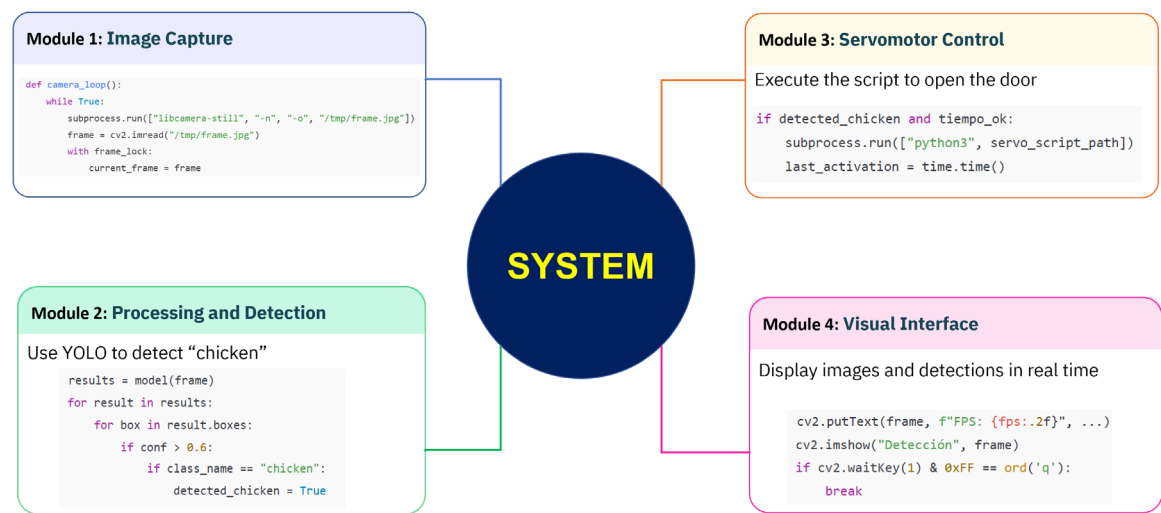 Module 1: Image Capture
def camera_loop():
    while True:
        subprocess.run(["libcamera-still", "-n", "-o", "/tmp/frame.jpg"])
        frame = cv2.imread("/tmp/frame.jpg")
        with frame_lock:
            current_frame = frame
Module 2: Processing and Detection
Use YOLO to detect “chicken”
results = model(frame)
for result in results:
    for box in result.boxes:
        if conf > 0.6:
            if class_name == "chicken":
                detected_chicken = True
SYSTEM
Module 3: Servomotor Control
Execute the script to open the door
if detected_chicken and tiempo_ok:
    subprocess.run(["python3", servo_script_path])
    last_activation = time.time()
Module 4: Visual Interface
Display images and detections in real time
cv2.putText(frame, f"FPS: {fps:.2f}", ...)
cv2.imshow("Detección", frame)
if cv2.waitKey(1) & 0xFF == ord('q'):
    break